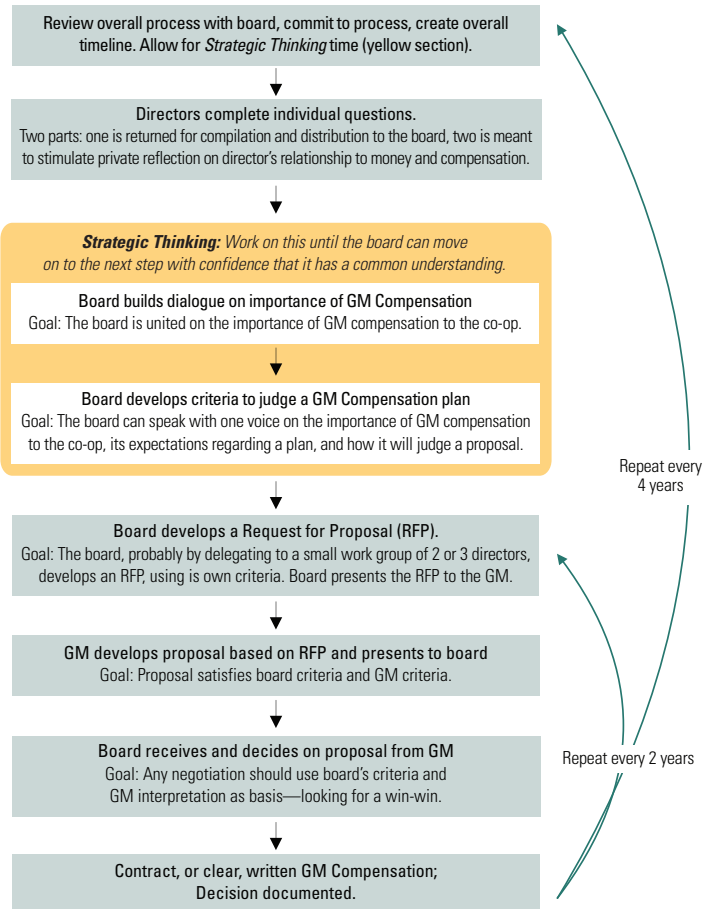 Review overall process with board, commit to process, create overall
timeline. Allow for Strategic Thinking time (yellow section).
Directors complete individual questions.
Two parts: one is returned for compilation and distribution to the board, two is meant
to stimulate private reflection on director's relationship to money and compensation.
Strategic Thinking: Work on this until the board can move
on to the next step with confidence that it has a common understanding.
Board builds dialogue on importance of GM Compensation
Goal: The board is united on the importance of GM compensation to the co-op.
Board develops criteria to judge a GM Compensation plan
Goal: The board can speak with one voice on the importance of GM compensation
to the co-op, its expectations regarding a plan, and how it will judge a proposal.
Board develops a Request for Proposal (RFP).
Goal: The board, probably by delegating to a small work group of 2 or 3 directors,
develops an RFP, using is own criteria. Board presents the RFP to the GM.
GM develops proposal based on RFP and presents to board
Goal: Proposal satisfies board criteria and GM criteria.
Board receives and decides on proposal from GM
Goal: Any negotiation should use board's criteria and
GM interpretation as basis—looking for a win-win.
Contract, or clear, written GM Compensation;
Decision documented.
Repeat every
4 years
Repeat every 2 years